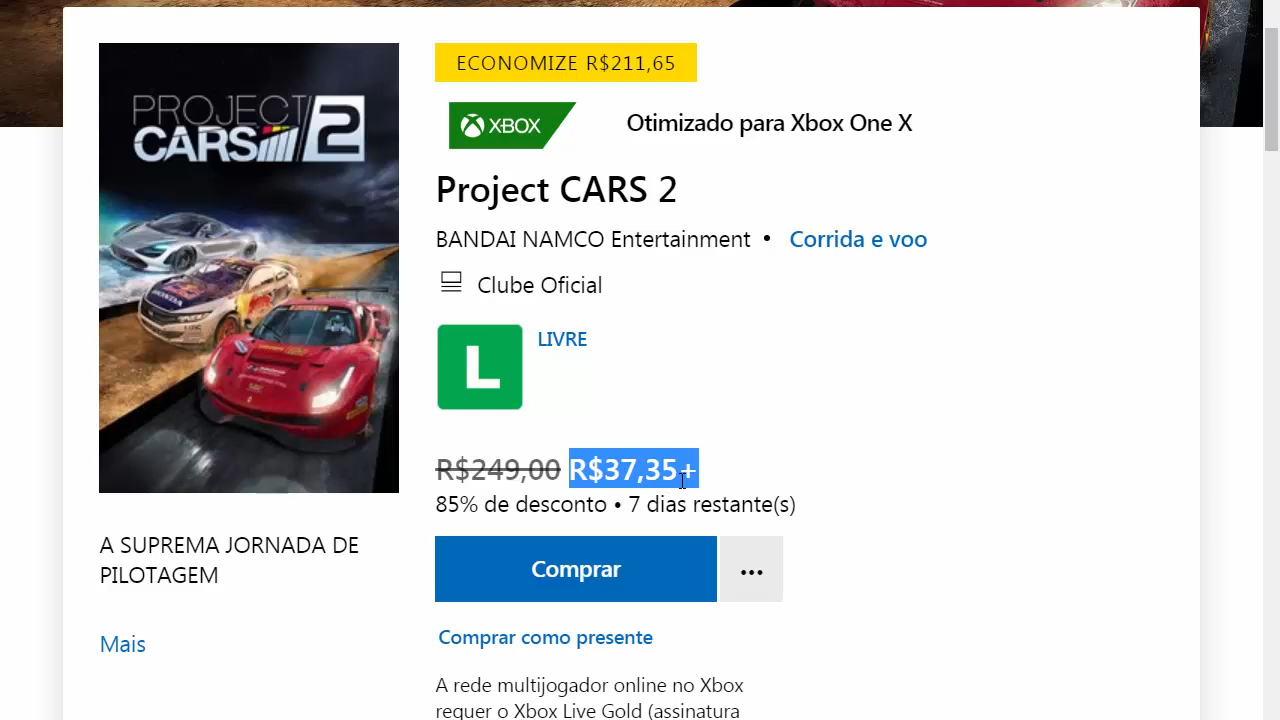 PROJECT
CARS 2
ECONOMIZE R$211,65
XBOX
Otimizado para Xbox One X
Project CARS 2
BANDAI NAMCO Entertainment • Corrida e voo
Clube Oficial
L
LIVRE
R$249,00 R$37,35+
85% de desconto • 7 dias restante(s)
A SUPREMA JORNADA DE
PILOTAGEM
Mais
Comprar
...
Comprar como presente
A rede multijogador online no Xbox
requer o Xbox Live Gold (assinatura